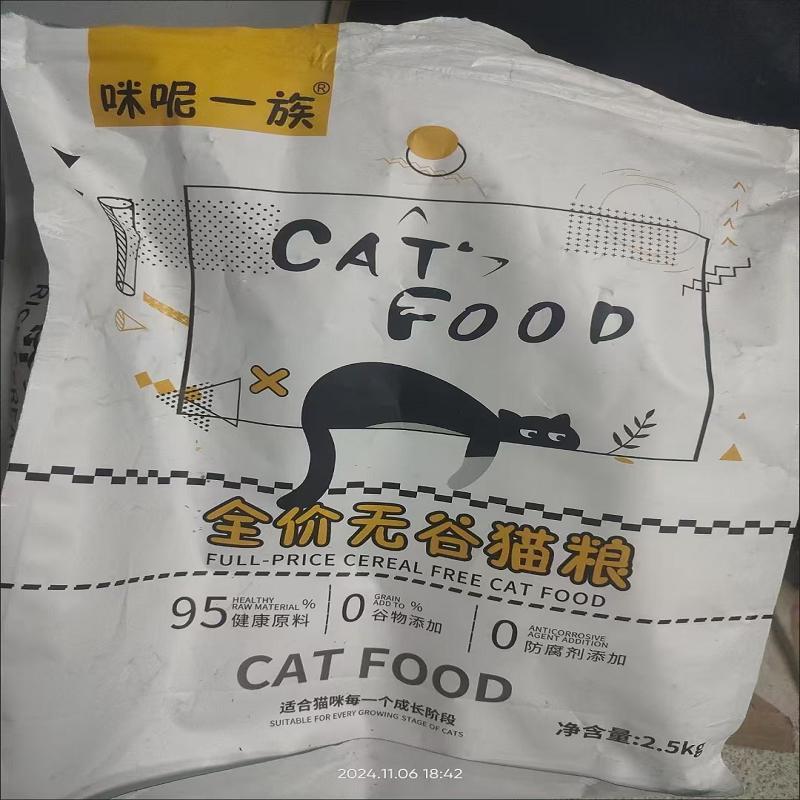 咪呢一族®
CAT
FOOD
全价无谷猫粮
FULL-PRICE CEREAL FREE CAT FOOD
95 HEALTHY RAW MATERIAL % 健康原料
0 GRAIN ADD TO % 谷物添加
0 ANTICORROSIVE AGENT ADDITION 防腐剂添加
CAT FOOD
适合猫咪每一个成长阶段
SUITABLE FOR EVERY GROWING STAGE OF CATS
净含量:2.5kg
2024.11.06 18:42